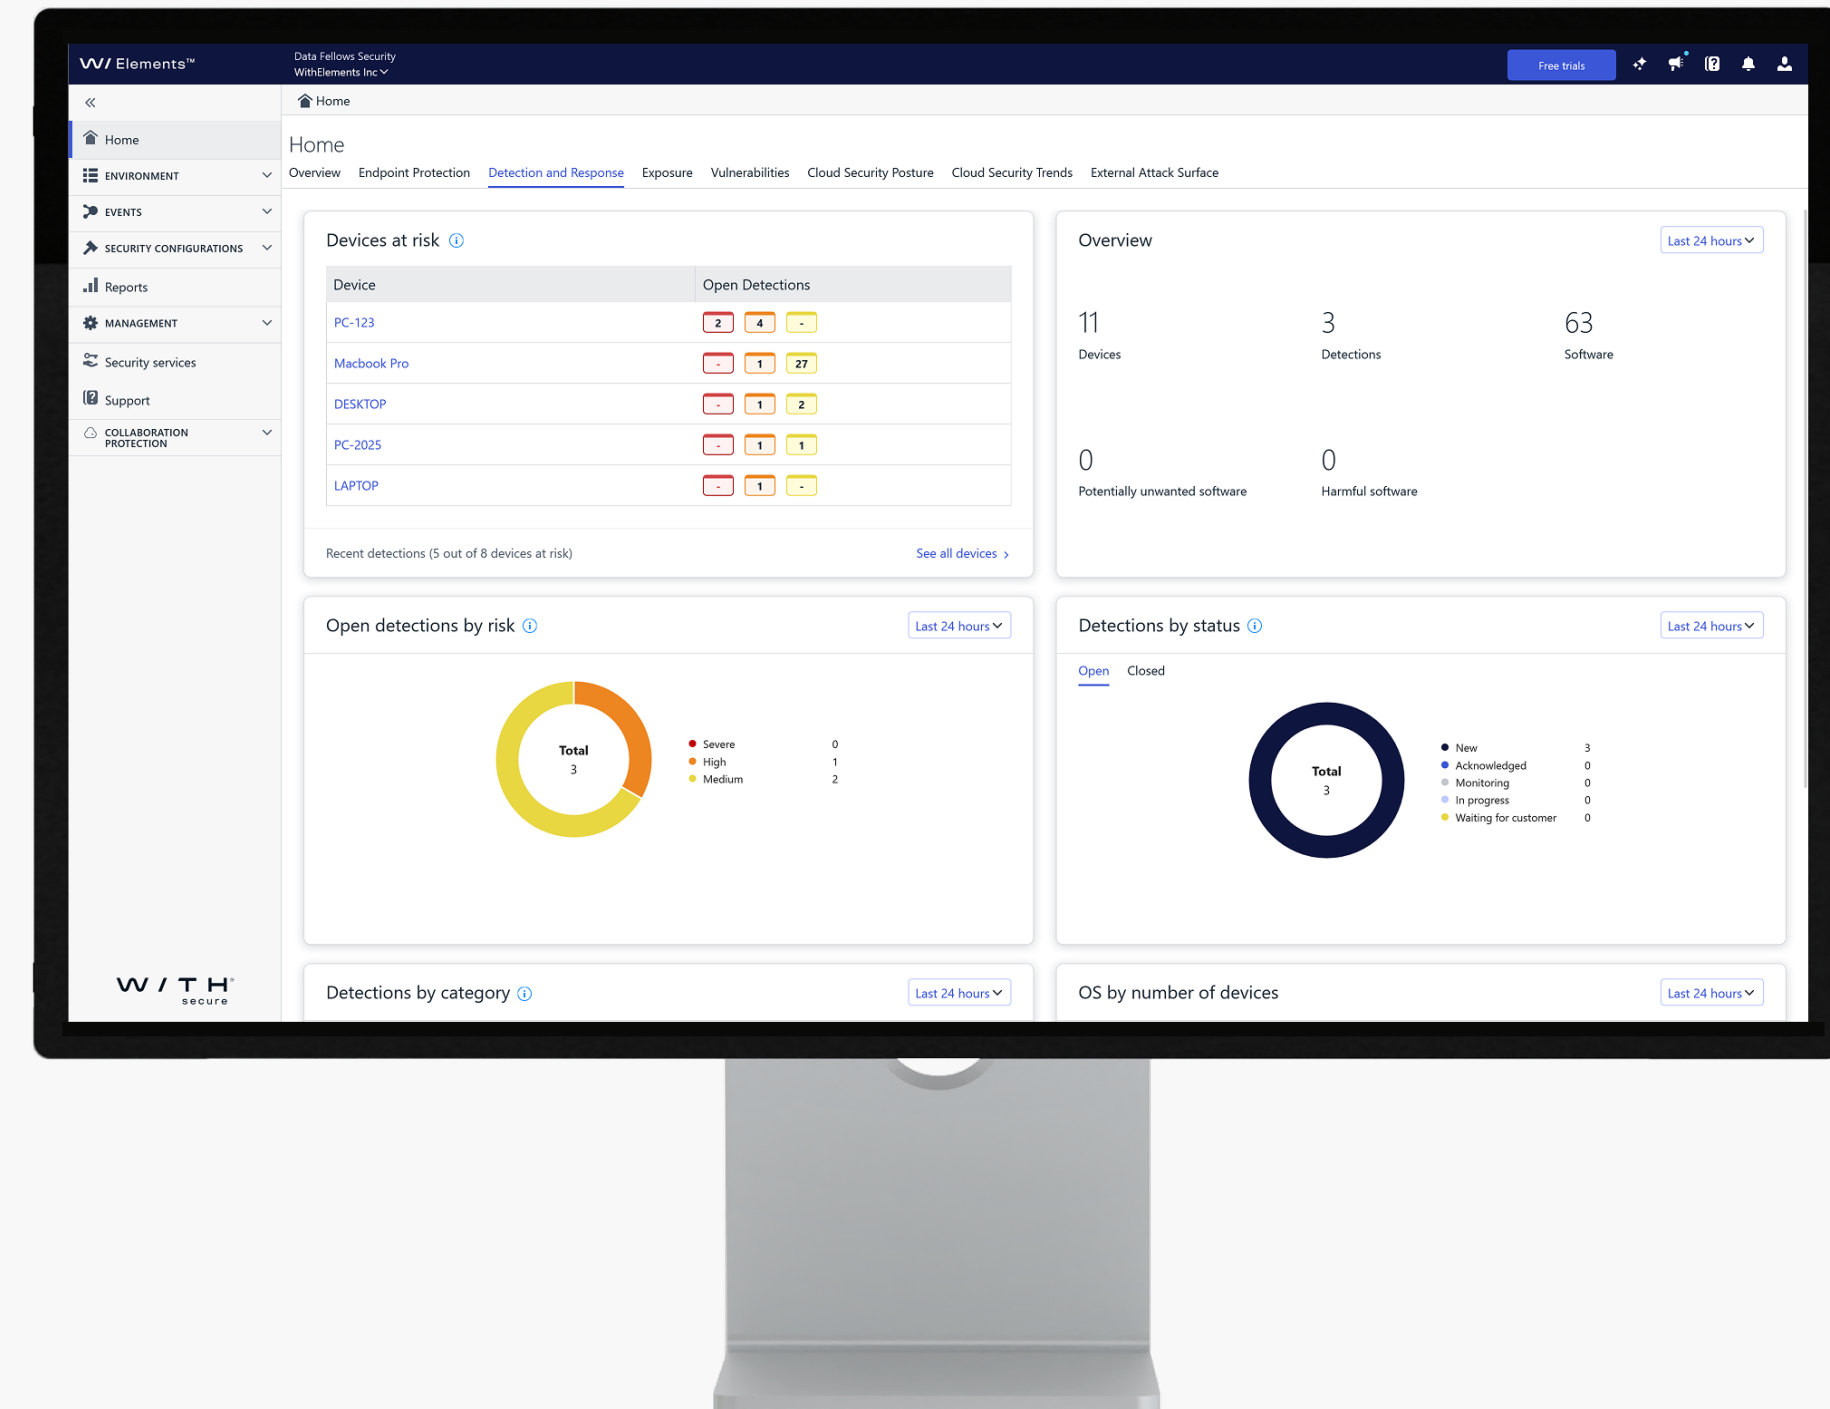 W/ Elements™
Data Fellows Security
WithElements Inc
Free trials
Home
Home
ENVIRONMENT
EVENTS
SECURITY CONFIGURATIONS
Reports
MANAGEMENT
Security services
Support
COLLABORATION
PROTECTION
W / T H™
secure
Home
Overview Endpoint Protection Detection and Response Exposure Vulnerabilities Cloud Security Posture Cloud Security Trends External Attack Surface
Devices at risk
Device Open Detections
PC-123 2 4 -
Macbook Pro - 1 27
DESKTOP - 1 2
PC-2025 - 1 1
LAPTOP - 1 -
Recent detections (5 out of 8 devices at risk) See all devices
Overview Last 24 hours
11 3 63
Devices Detections Software
0 0
Potentially unwanted software Harmful software
Open detections by risk Last 24 hours
Total
3
Severe 0
High 1
Medium 2
Detections by status Last 24 hours
Open Closed
Total
3
New 3
Acknowledged 0
Monitoring 0
In progress 0
Waiting for customer 0
Detections by category Last 24 hours
OS by number of devices Last 24 hours